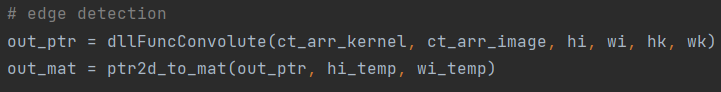 # edge detection
out_ptr = dllFuncConvolute(ct_arr_kernel, ct_arr_image, hi, wi, hk, wk)
out_mat = ptr2d_to_mat(out_ptr, hi_temp, wi_temp)